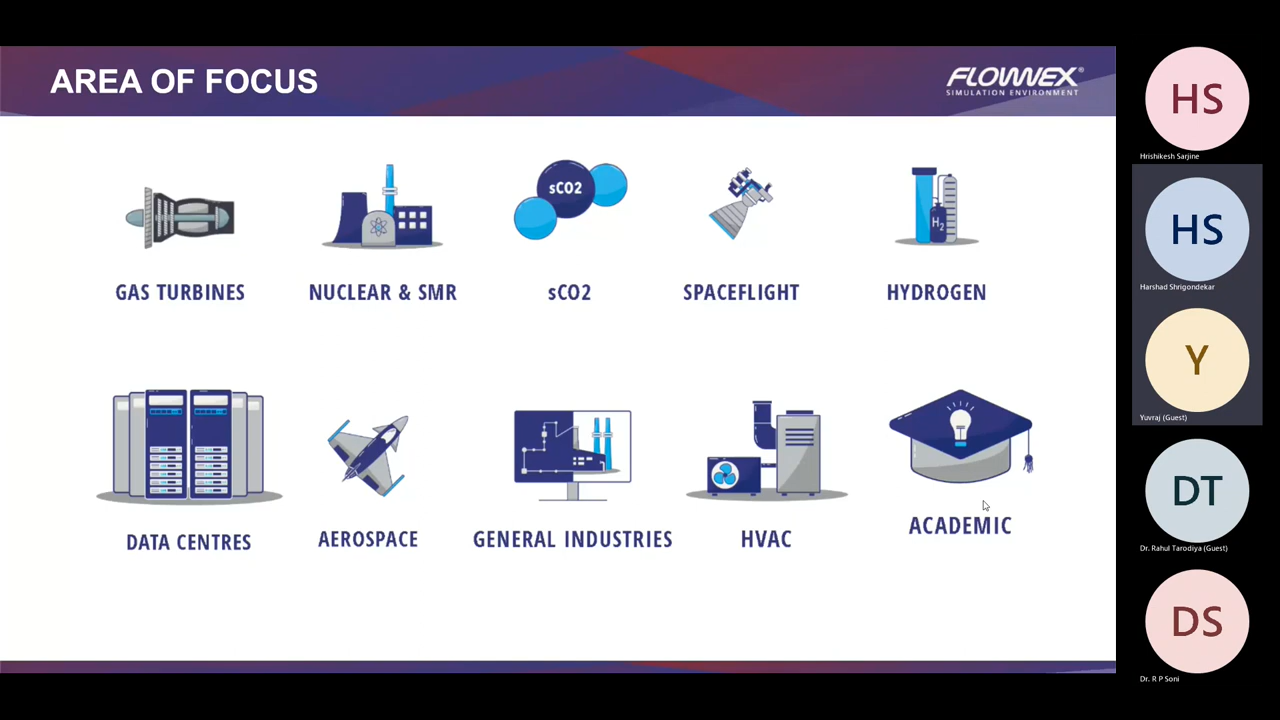 AREA OF FOCUS
FLOWNEX®
SIMULATION ENVIRONMENT
sCO2
H2
GAS TURBINES
NUCLEAR & SMR
sCO2
SPACEFLIGHT
HYDROGEN
DATA CENTRES
AEROSPACE
GENERAL INDUSTRIES
HVAC
ACADEMIC
HS
Hrishikesh Sarjine
HS
Harshad Shrigondekar
Y
Yuvraj (Guest)
DT
Dr. Rahul Tarodiya (Guest)
DS
Dr. R P Soni